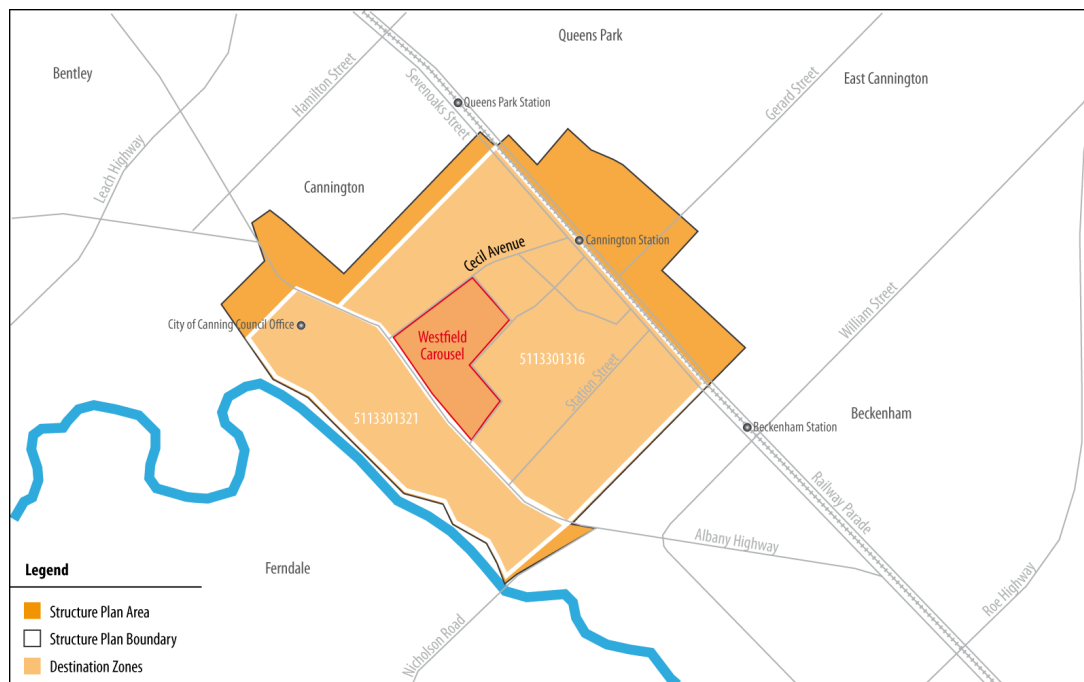 Queens Park
Bentley
East Cannington
Hamilton Street
Sevenoaks Street
Gerard Street
Queens Park Station
Leach Highway
Cannington
Cecil Avenue
Cannington Station
William Street
City of Canning Council Office
Westfield
Carousel
5113301316
Station Street
5113301321
Beckenham
Beckenham Station
Railway Parade
Albany Highway
Ferndale
Roe Highway
Nicholson Road
Legend
Structure Plan Area
Structure Plan Boundary
Destination Zones